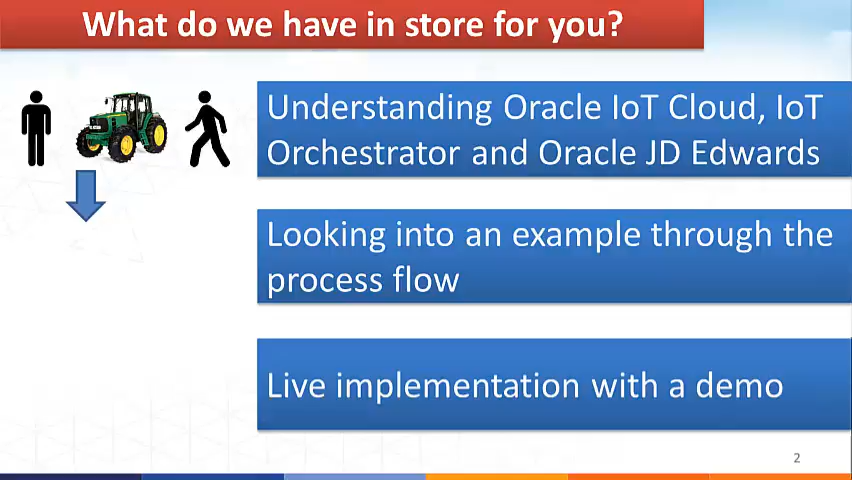 What do we have in store for you?
Understanding Oracle IoT Cloud, IoT
Orchestrator and Oracle JD Edwards
Looking into an example through the
process flow
Live implementation with a demo
2